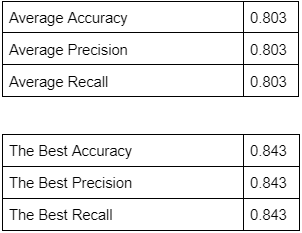 Average Accuracy 0.803
Average Precision 0.803
Average Recall 0.803
The Best Accuracy 0.843
The Best Precision 0.843
The Best Recall 0.843